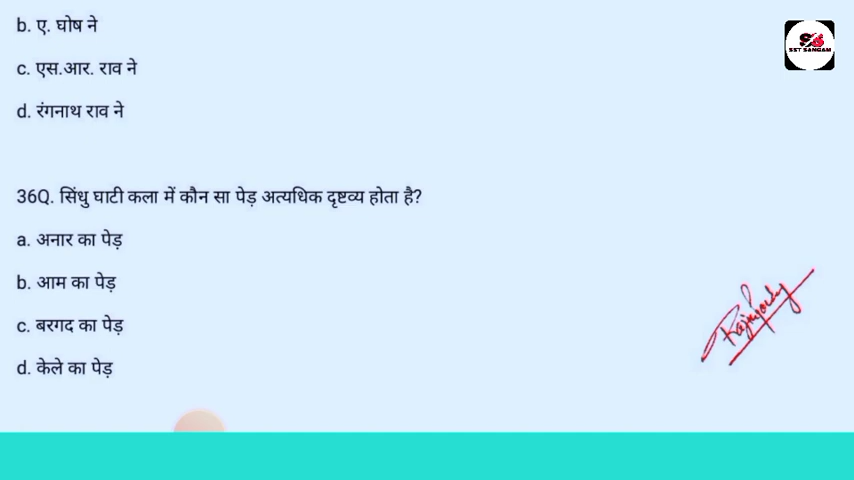 b. ए. घोष ने
SST SANGAM
c. एस.आर. राव ने
d. रंगनाथ राव ने
36Q. सिंधु घाटी कला में कौन सा पेड़ अत्यधिक दृष्टव्य होता है?
a. अनार का पेड़
b. आम का पेड़
c. बरगद का पेड़
d. केले का पेड़